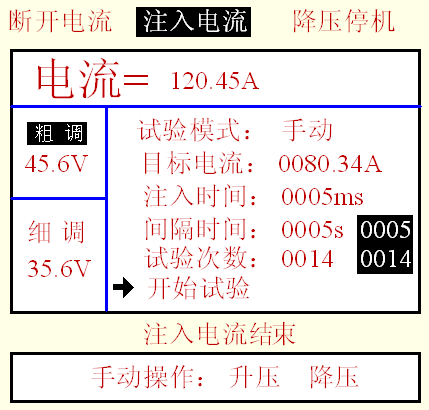 断开电流 注入电流 降压停机
电流= 120.45A
粗 调
45.6V
细 调
35.6V
试验模式： 手动
目标电流： 0080.34A
注入时间： 0005ms
间隔时间： 0005s 0005
试验次数： 0014 0014
开始试验
注入电流结束
手动操作： 升压 降压